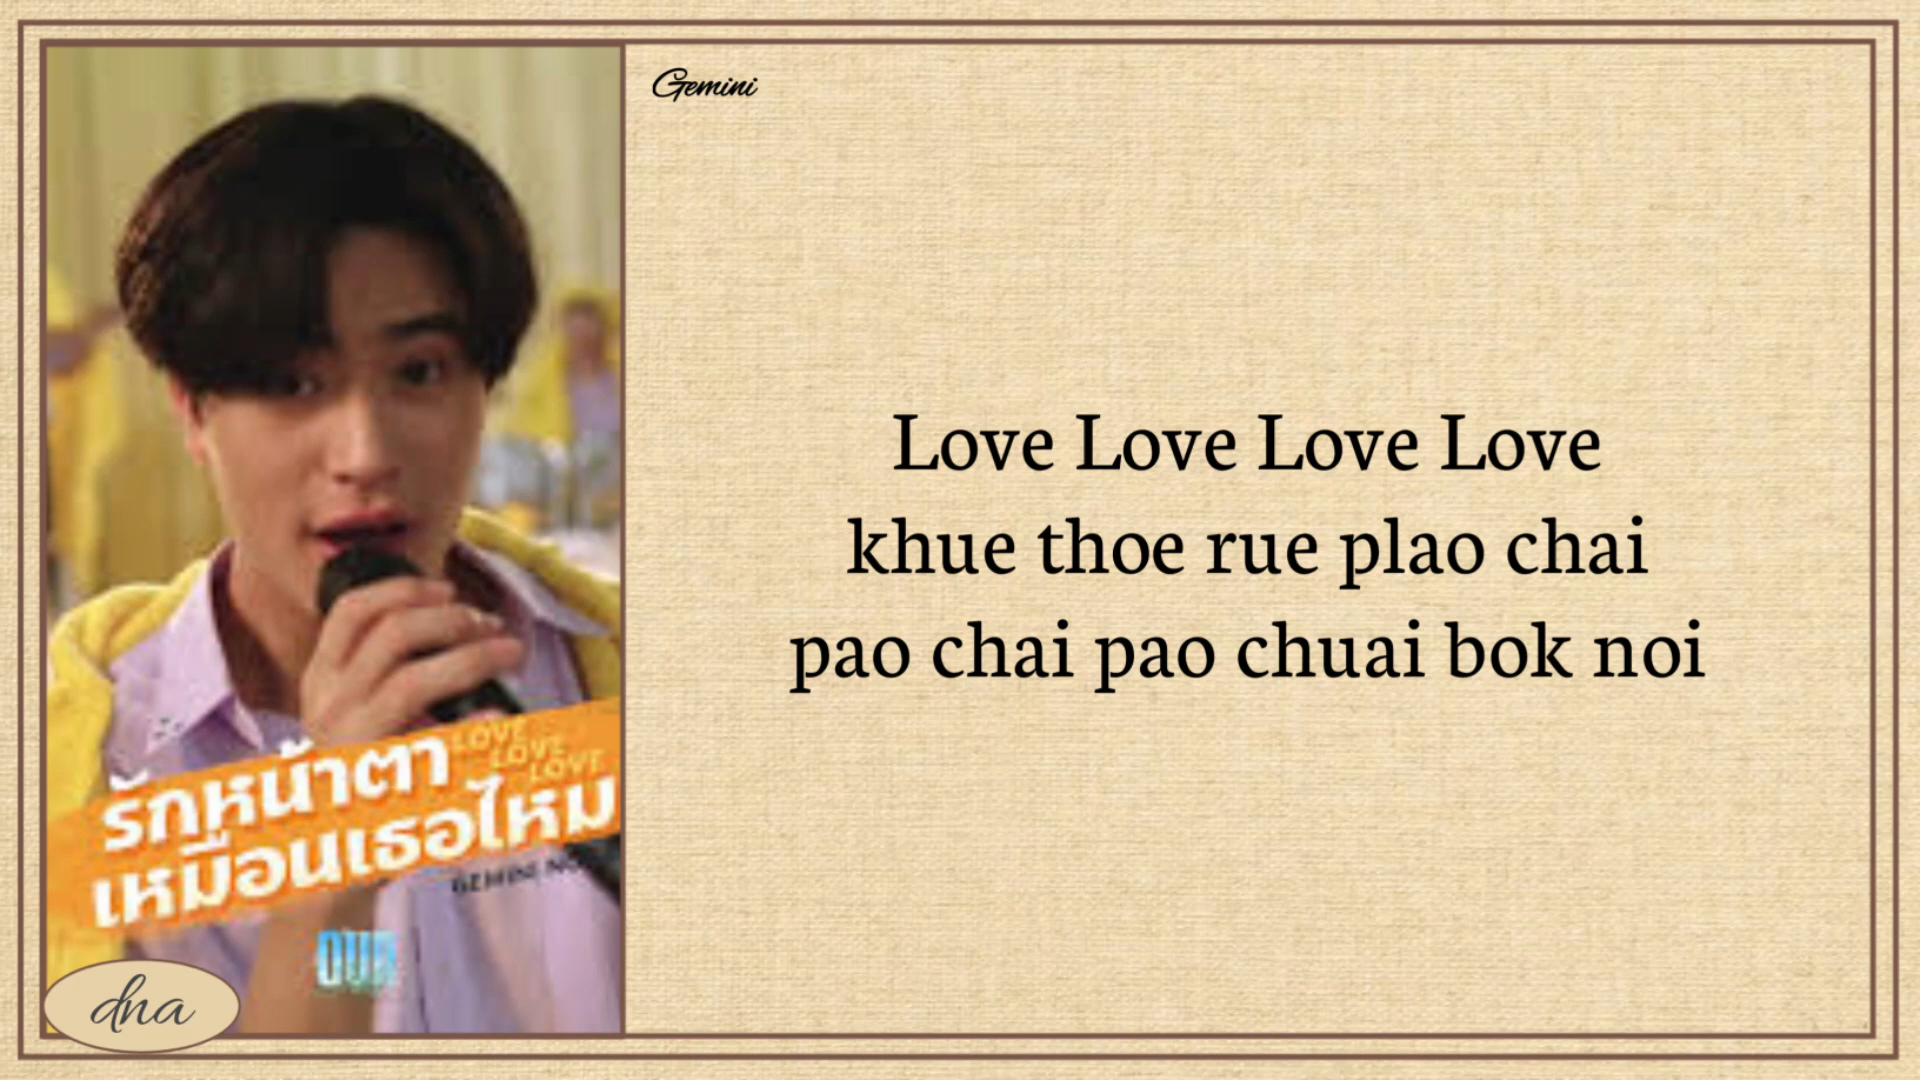 Gemini
Love Love Love Love
khue thoe rue plao chai
pao chai pao chuai bok noi
รักหน้าตา
LOVE
LOVE
LOVE
เหมือนเธอไหม
GEMINI
OUR
dna